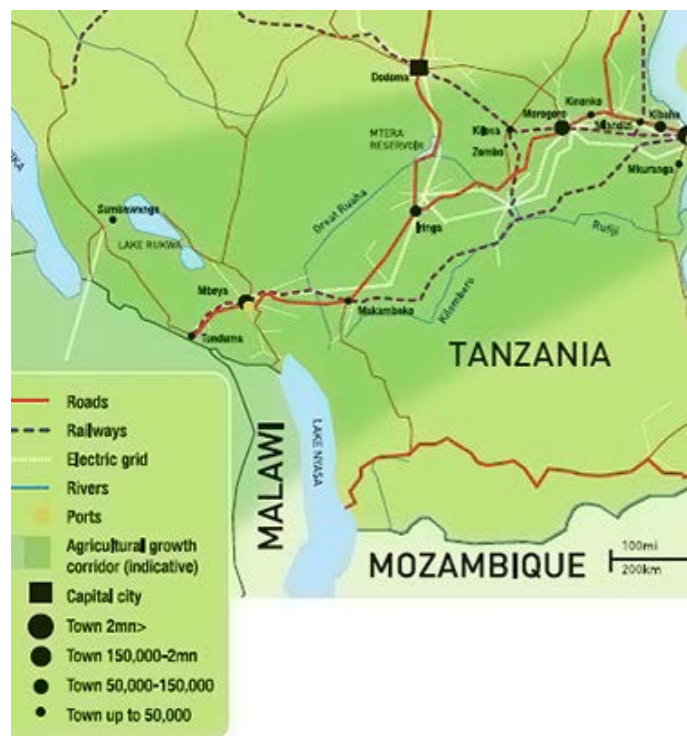 Dodoma
Kinonko
Morogoro
Mlandizi
Kibaha
Kilosa
MTERA
RESERVOIR
Zombo
Mkuranga
Sumbawanga
Great Ruaha
Iringa
Rufiji
LAKE RUKWA
Mbeya
Makambako
Kilombero
Tunduma
TANZANIA
Roads
Railways
Electric grid
Rivers
Ports
Agricultural growth
corridor (indicative)
Capital city
Town 2mn>
Town 150,000-2mn
Town 50,000-150,000
Town up to 50,000
MALAWI
LAKE NYASA
MOZAMBIQUE
100mi
200km